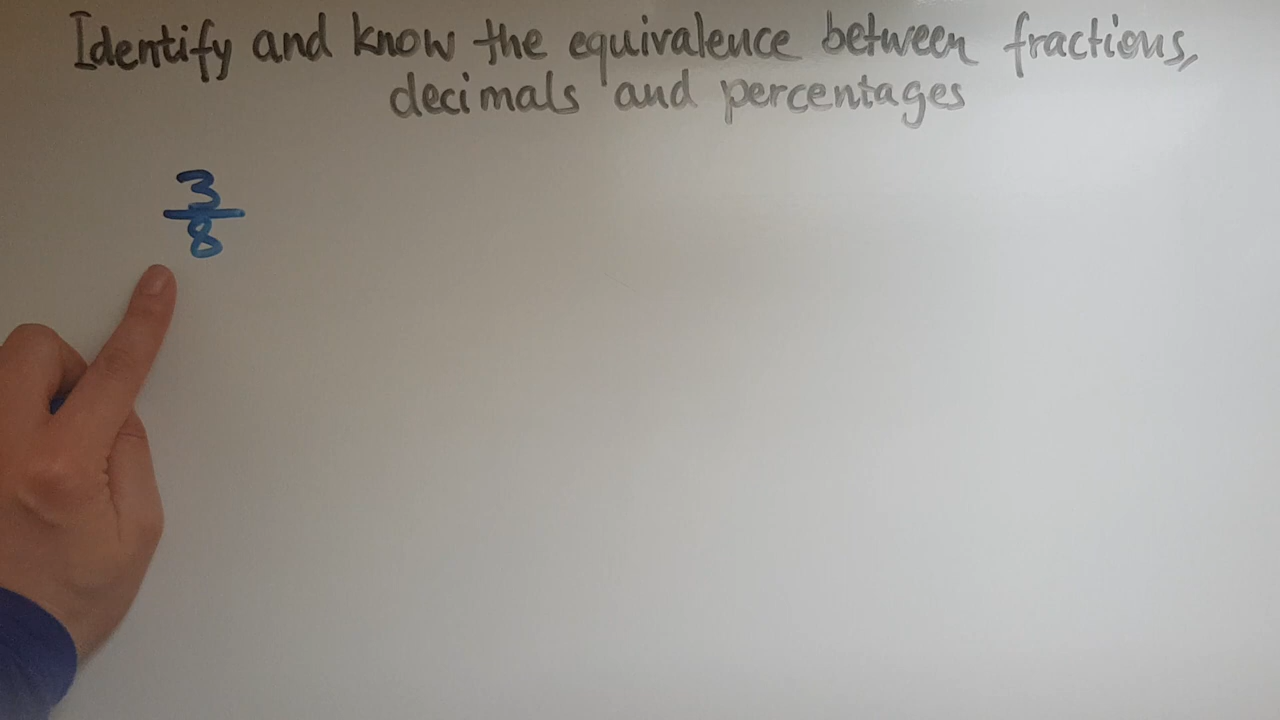 Identify and know the equivalence between fractions,
decimals and percentages
3
8